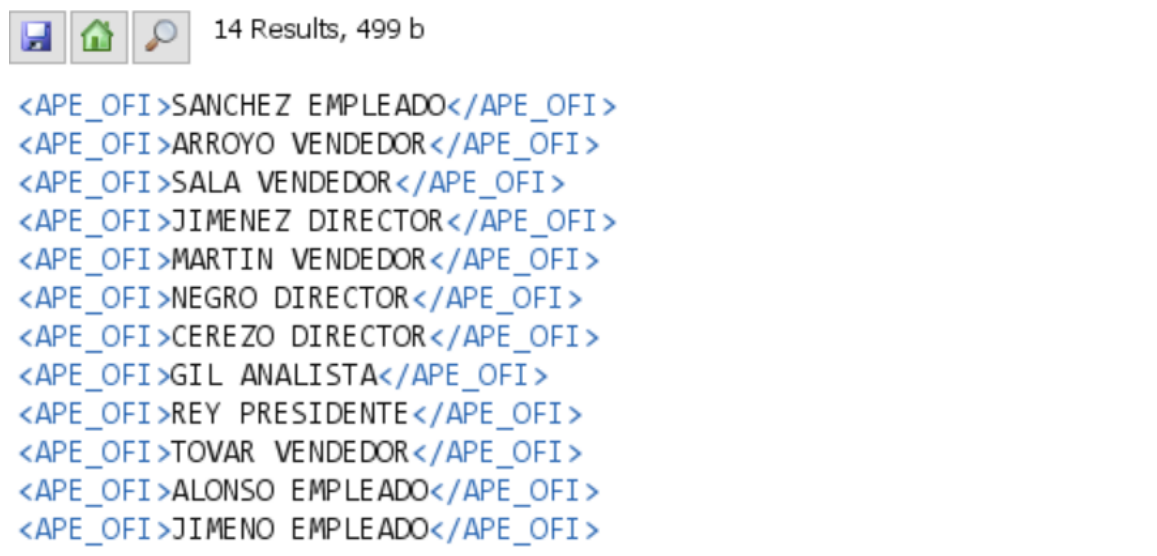 14 Results, 499 b
<APE_OFI>SANCHEZ EMPLEADO</APE_OFI>
<APE_OFI>ARROYO VENDEDOR</APE_OFI>
<APE_OFI>SALA VENDEDOR</APE_OFI>
<APE_OFI>JIMENEZ DIRECTOR</APE_OFI>
<APE_OFI>MARTIN VENDEDOR</APE_OFI>
<APE_OFI>NEGRO DIRECTOR</APE_OFI>
<APE_OFI>CEREZO DIRECTOR</APE_OFI>
<APE_OFI>GIL ANALISTA</APE_OFI>
<APE_OFI>REY PRESIDENTE</APE_OFI>
<APE_OFI>TOVAR VENDEDOR</APE_OFI>
<APE_OFI>ALONSO EMPLEADO</APE_OFI>
<APE_OFI>JIMENO EMPLEADO</APE_OFI>